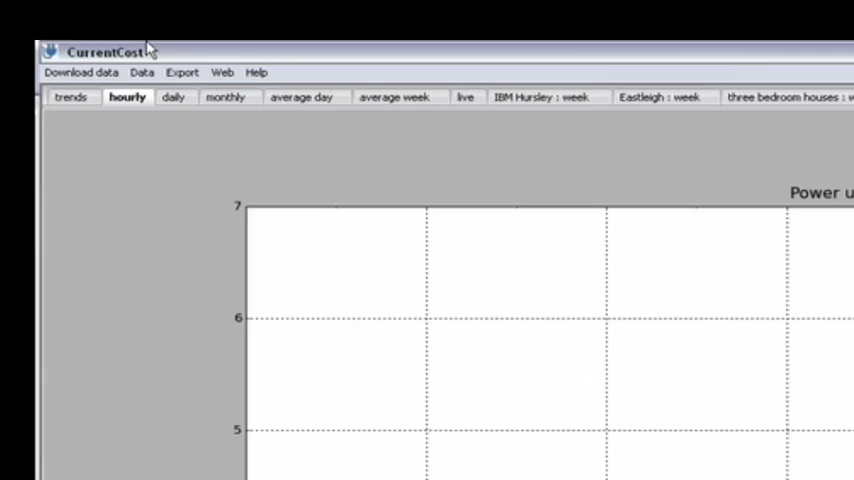 CurrentCost
Download data Data Export Web Help
trends hourly daily monthly average day average week live IBM Hursley : week Eastleigh : week three bedroom houses :
Power u
7
6
5